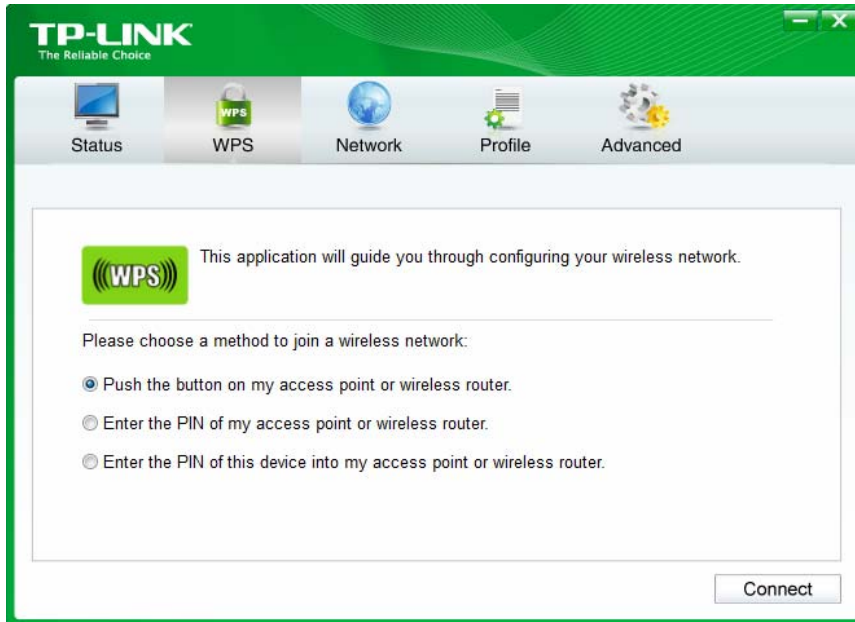 TP-LINK
The Reliable Choice
Status WPS Network Profile Advanced
WPS
(((WPS))) This application will guide you through configuring your wireless network.
Please choose a method to join a wireless network:
Push the button on my access point or wireless router.
Enter the PIN of my access point or wireless router.
Enter the PIN of this device into my access point or wireless router.
Connect